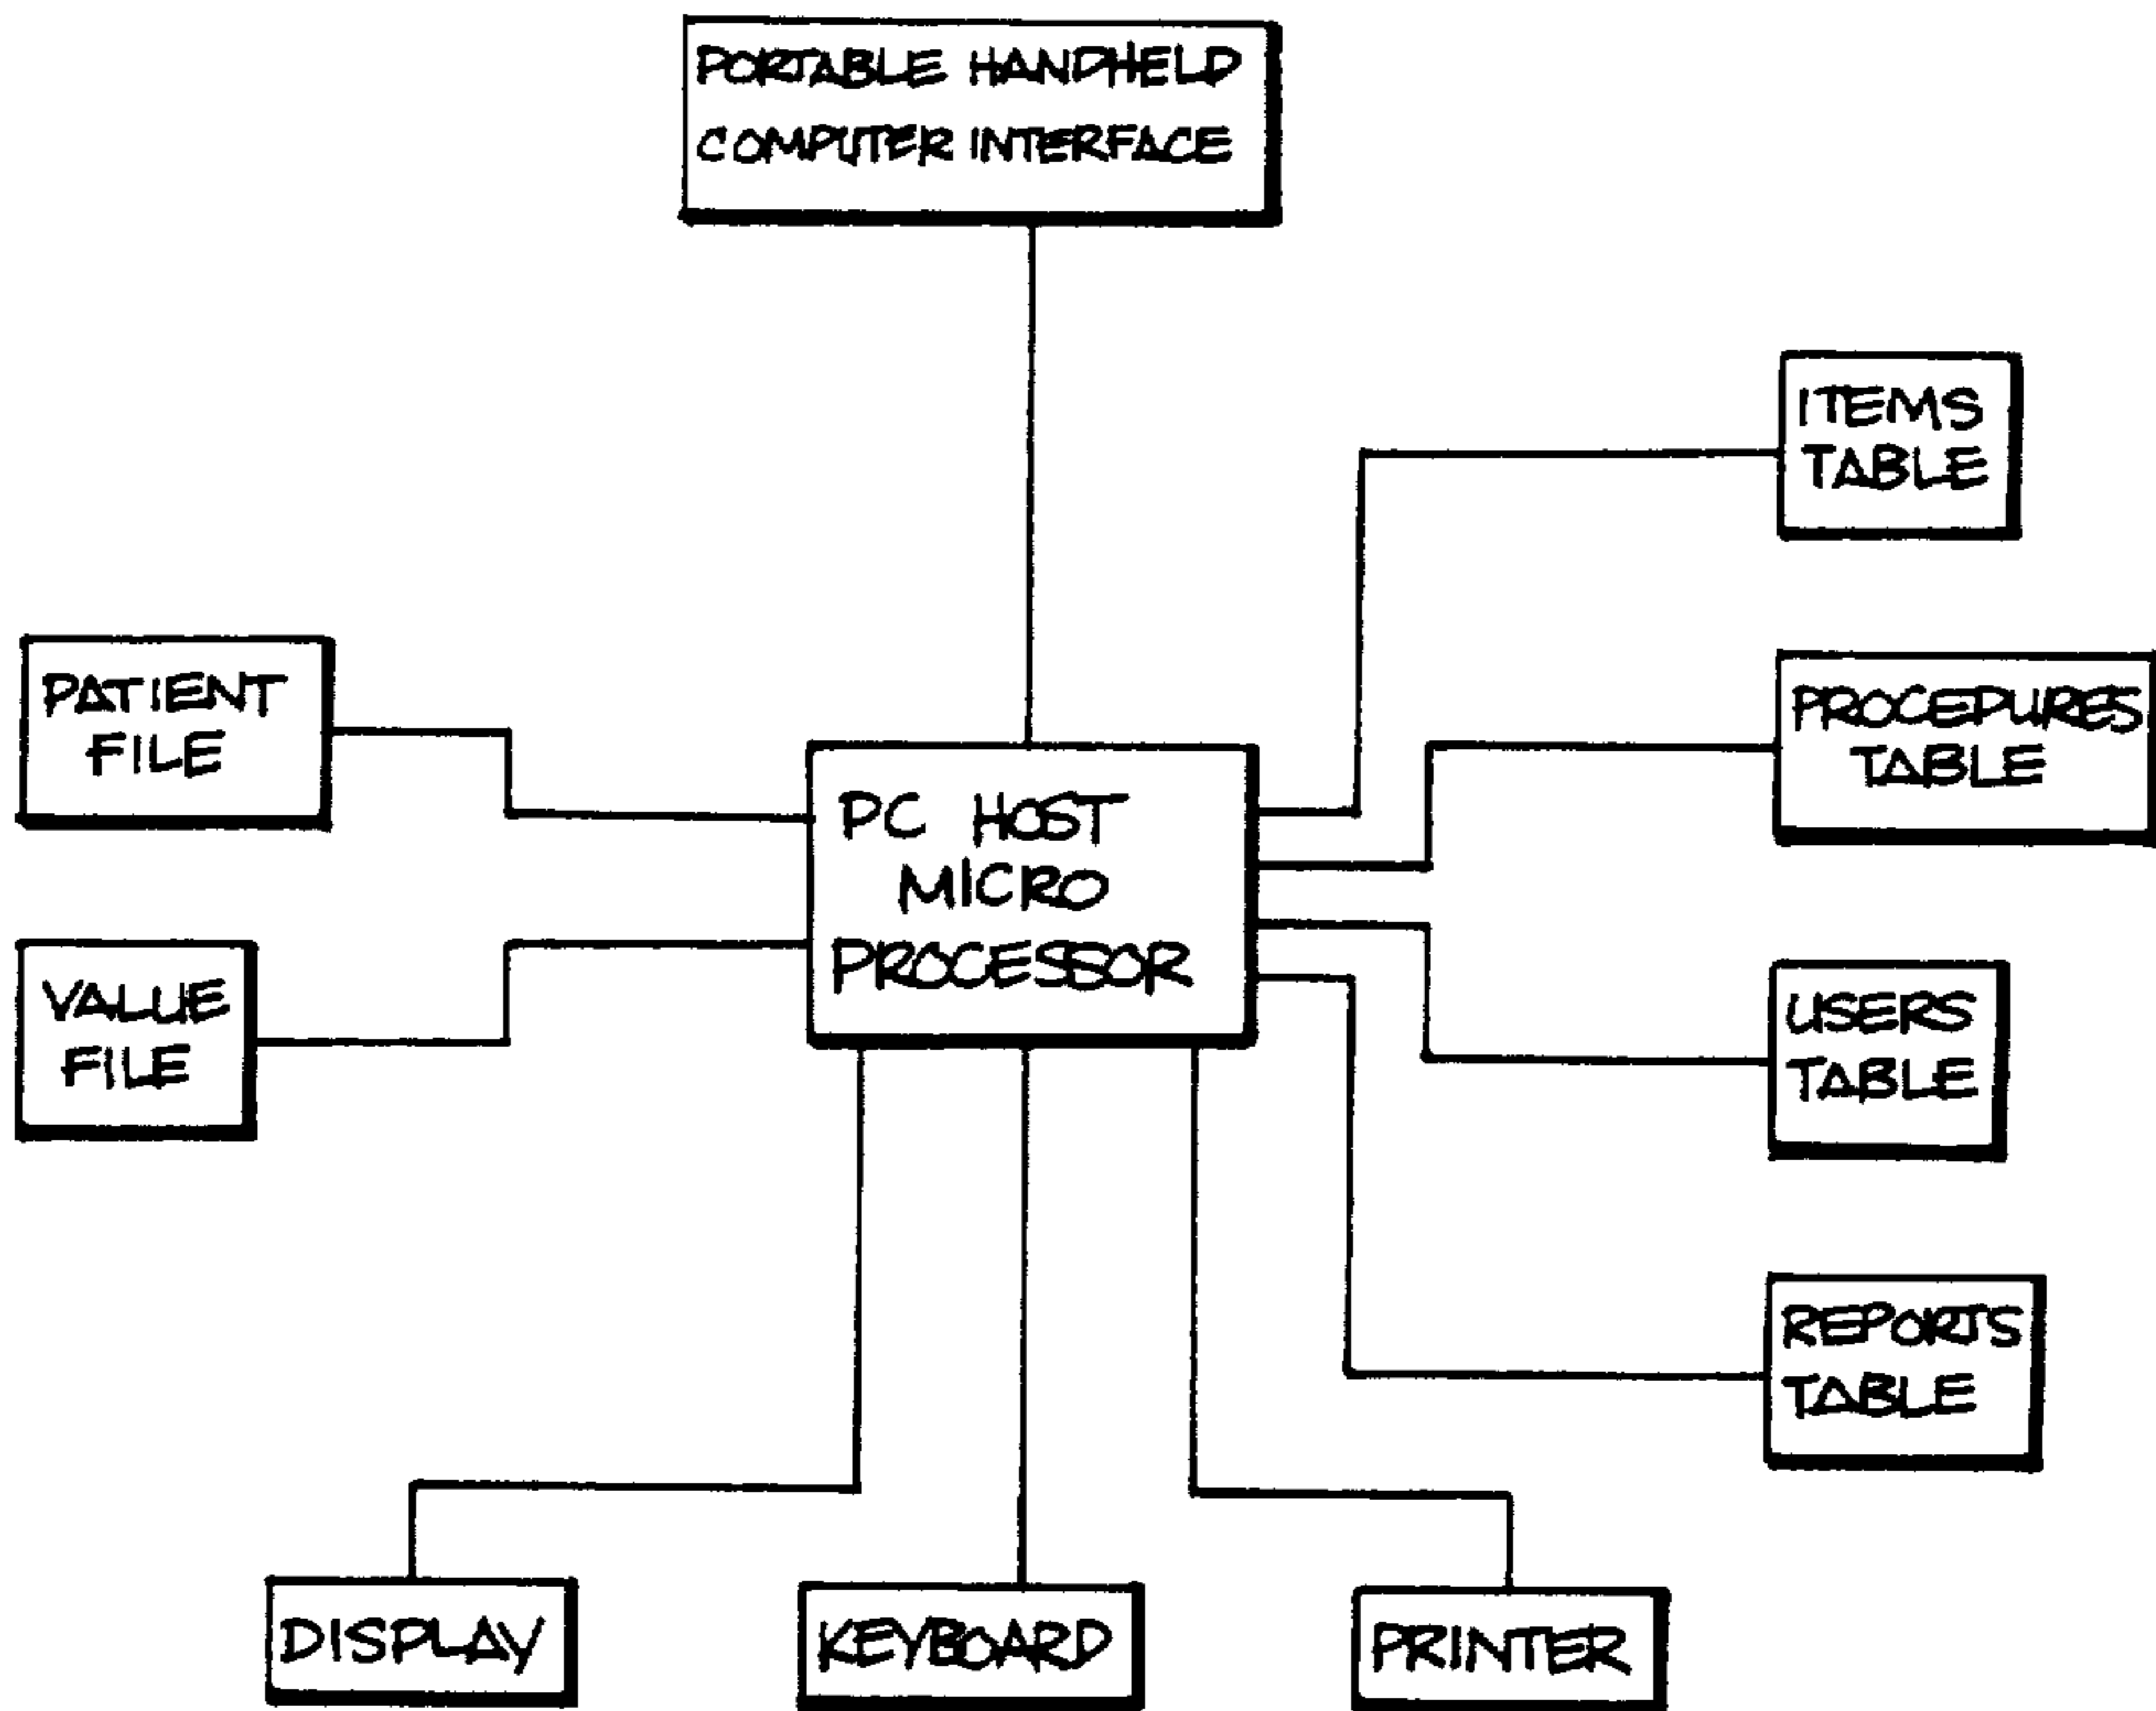 PORTABLE HANDHELD
COMPUTER INTERFACE
ITEMS
TABLE
PATIENT
FILE
PROCEDURES
TABLE
PC HOST
MICRO
PROCESSOR
VALUE
FILE
USERS
TABLE
REPORTS
TABLE
DISPLAY
KEYBOARD
PRINTER